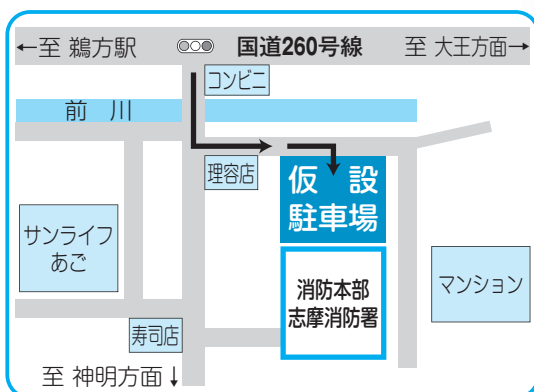 ←至 鵜方駅
国道260号線
至 大王方面→
コンビニ
前 川
理容店
仮 設
駐車場
サンライフ
あご
消防本部
志摩消防署
マンション
寿司店
至 神明方面↓